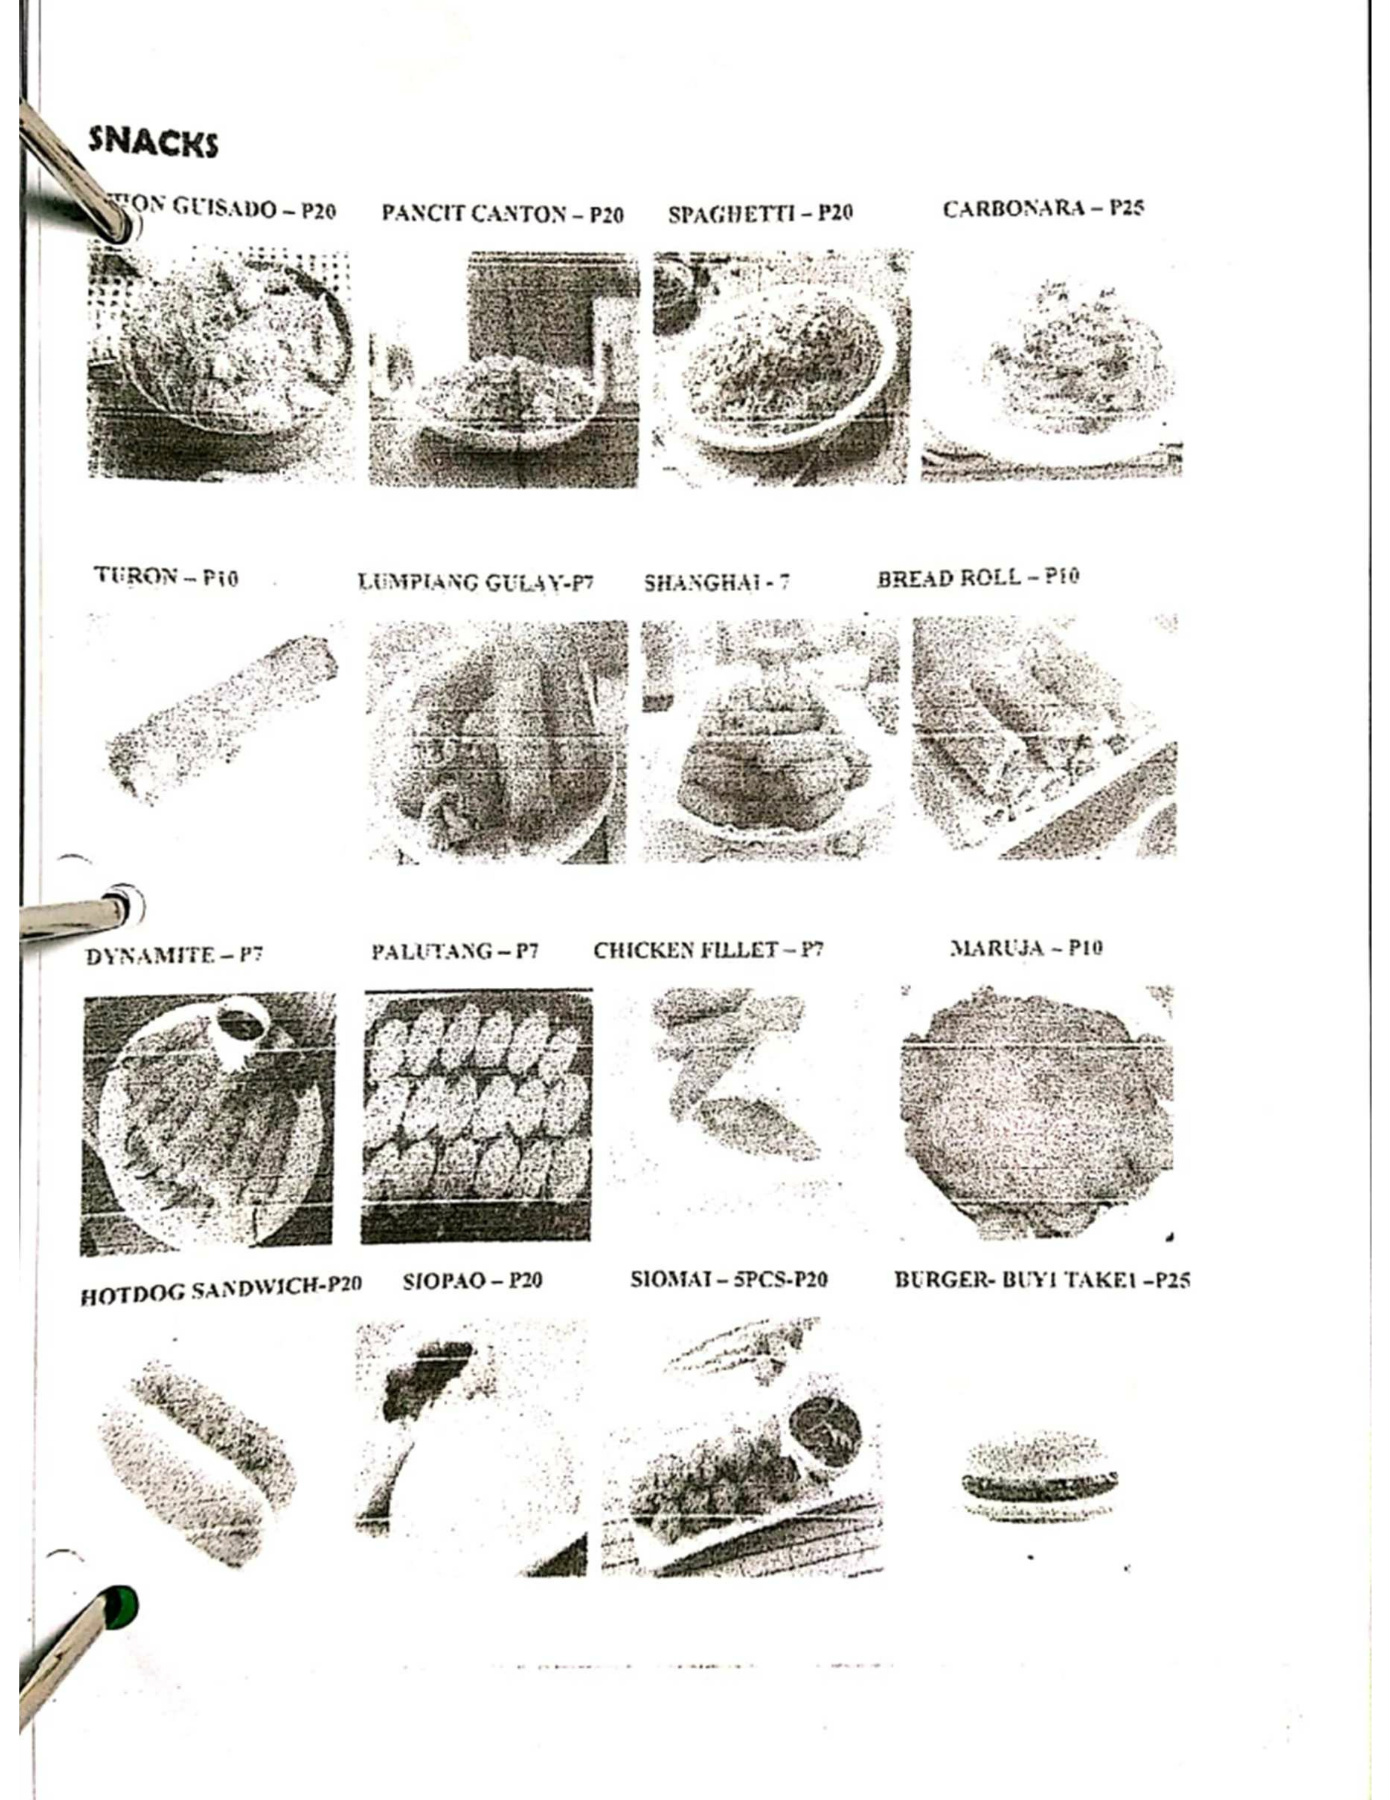 SNACKS
GUISADO – P20 PANCIT CANTON – P20 SPAGHETTI – P20 CARBONARA – P25
TURON – P10 LUMPIANG GULAY-P7 SHANGHAI - 7 BREAD ROLL – P10
DYNAMITE – P7 PALUTANG – P7 CHICKEN FILLET – P7 MARUJA – P10
HOTDOG SANDWICH-P20 SIOPAO – P20 SIOMAI – 5PCS-P20 BURGER- BUY1 TAKE1 –P25